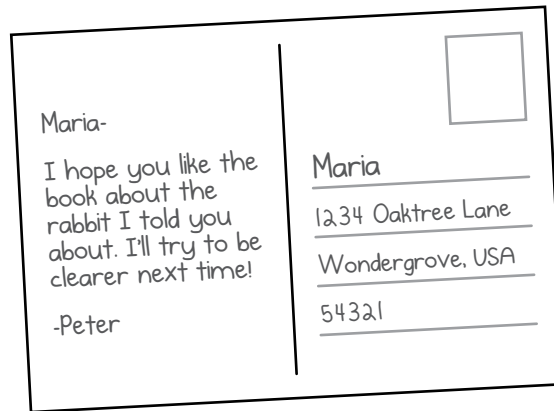 Maria-
I hope you like the
book about the
rabbit I told you
about. I'll try to be
clearer next time!
-Peter
Maria
1234 Oaktree Lane
Wondergrove, USA
54321